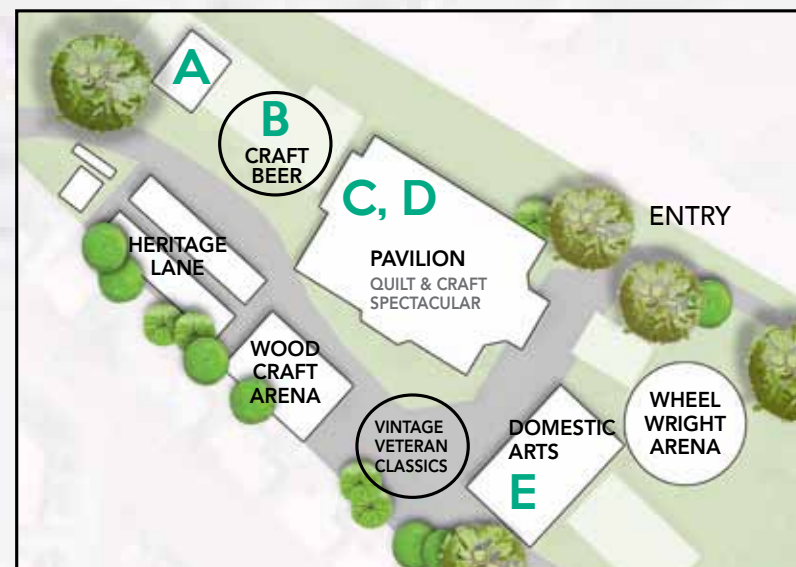 A
B
CRAFT
BEER
C, D
ENTRY
PAVILION
QUILT & CRAFT
SPECTACULAR
HERITAGE
LANE
WOOD
CRAFT
ARENA
VINTAGE
VETERAN
CLASSICS
DOMESTIC
ARTS
E
WHEEL
WRIGHT
ARENA